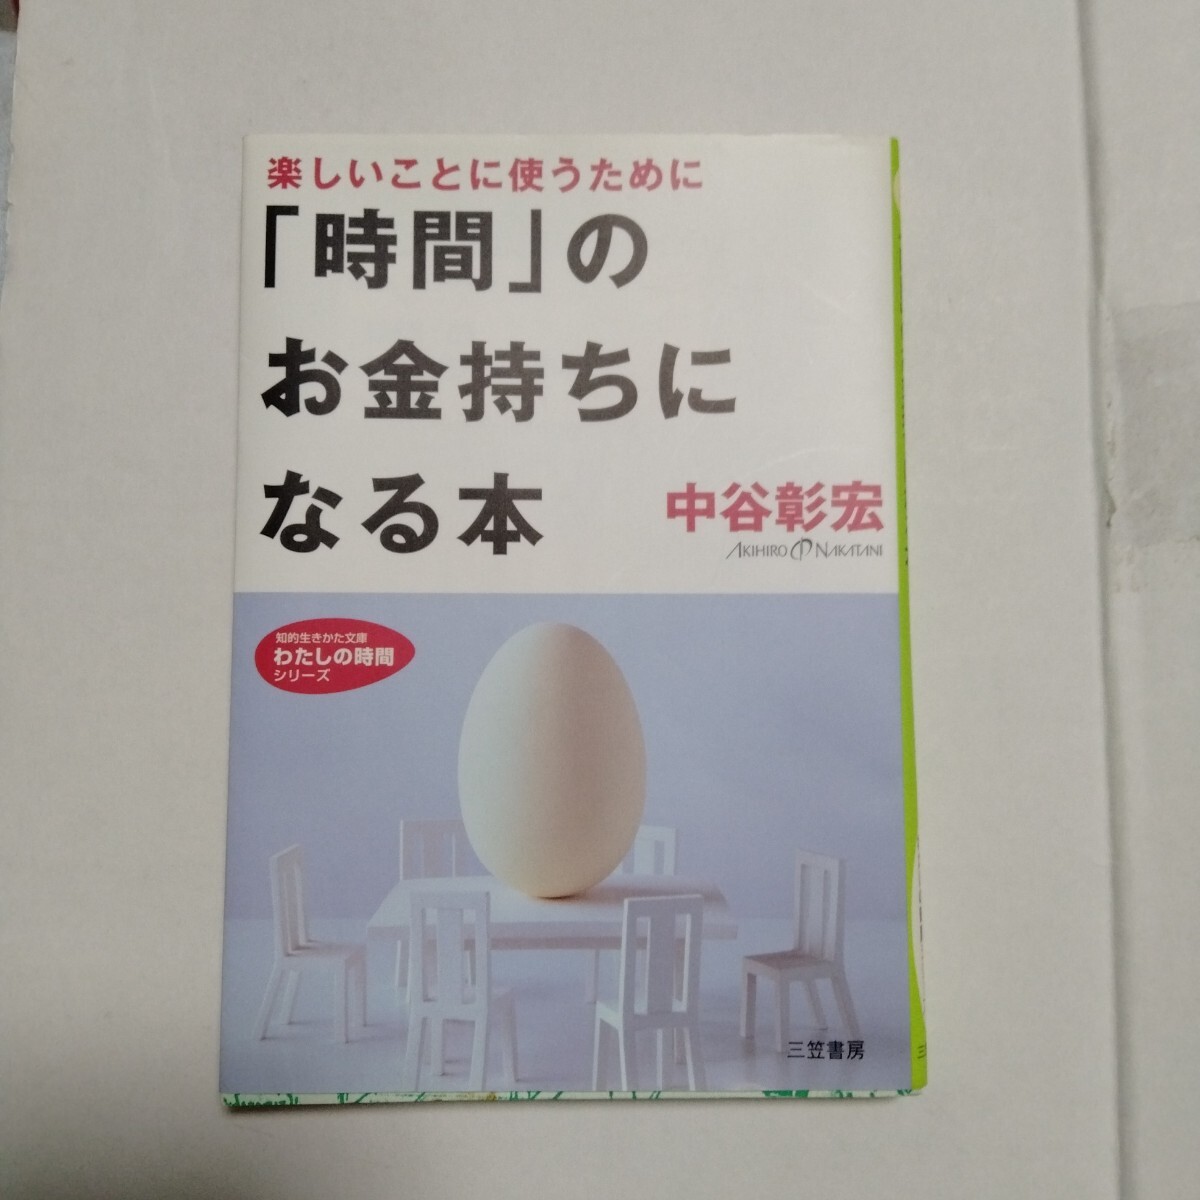 楽しいことに使うために
「時間」の
お金持ちに
なる本
中谷彰宏
AKIHIRO NAKATANI
知的生きかた文庫
わたしの時間
シリーズ
三笠書房